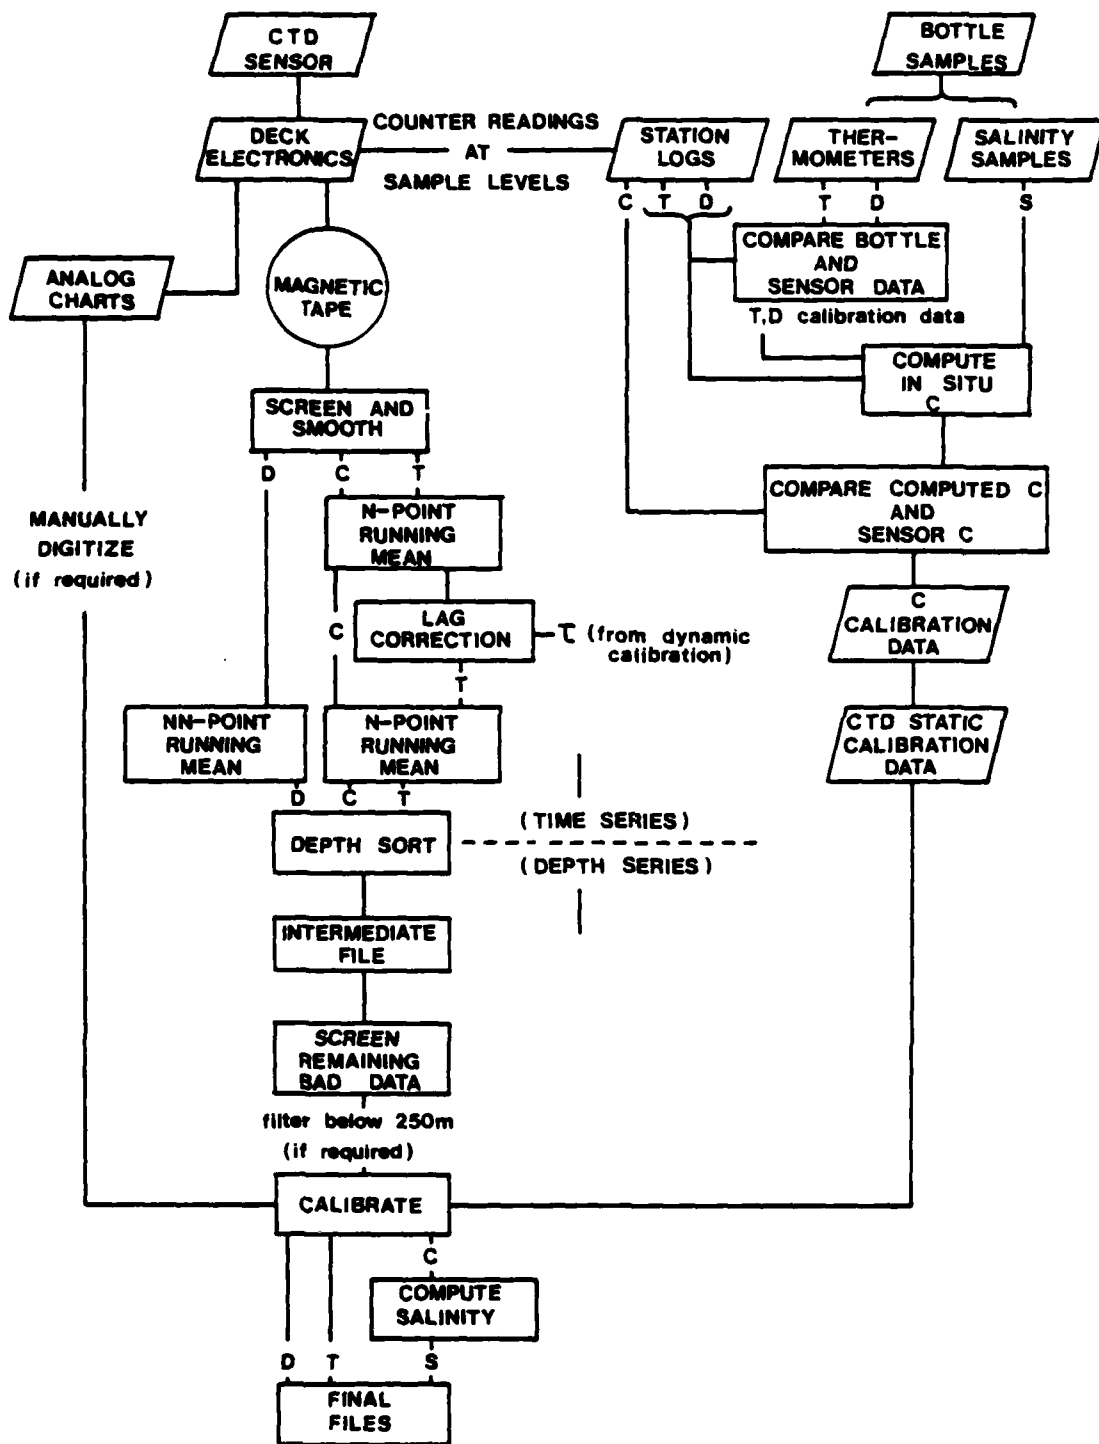 CTD
SENSOR
BOTTLE
SAMPLES
DECK
ELECTRONICS
COUNTER READINGS
AT
SAMPLE LEVELS
STATION
LOGS
THER-
MOMETERS
SALINITY
SAMPLES
C T D
T D
S
COMPARE BOTTLE
AND
SENSOR DATA
T,D calibration data
ANALOG
CHARTS
MAGNETIC
TAPE
COMPUTE
IN SITU
C
SCREEN AND
SMOOTH
D C T
COMPARE COMPUTED C
AND
SENSOR C
MANUALLY
DIGITIZE
(if required)
N-POINT
RUNNING
MEAN
C
LAG
CORRECTION
τ (from dynamic
calibration)
T
C
CALIBRATION
DATA
NN-POINT
RUNNING
MEAN
N-POINT
RUNNING
MEAN
CTD STATIC
CALIBRATION
DATA
D C T
DEPTH SORT
(TIME SERIES)
(DEPTH SERIES)
INTERMEDIATE
FILE
SCREEN
REMAINING
BAD DATA
filter below 250m
(if required)
CALIBRATE
C
COMPUTE
SALINITY
D T S
FINAL
FILES